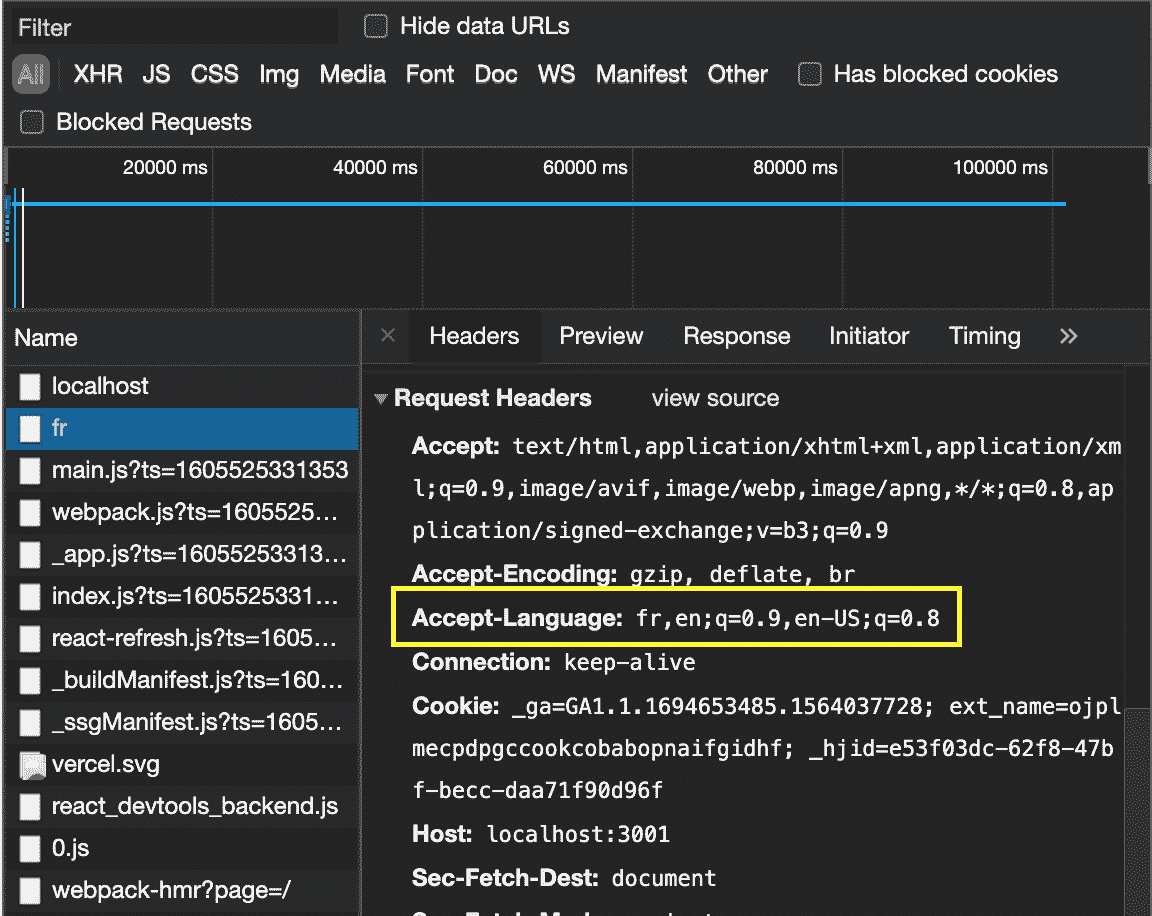 Filter
Hide data URLs
All XHR JS CSS Img Media Font Doc WS Manifest Other Has blocked cookies
Blocked Requests
20000 ms 40000 ms 60000 ms 80000 ms 100000 ms
Name
localhost
fr
main.js?ts=1605525331353
webpack.js?ts=1605525…
_app.js?ts=16055253313…
index.js?ts=1605525331…
react-refresh.js?ts=1605…
_buildManifest.js?ts=160…
_ssgManifest.js?ts=1605…
vercel.svg
react_devtools_backend.js
0.js
webpack-hmr?page=/
× Headers Preview Response Initiator Timing »
Request Headers view source
Accept: text/html,application/xhtml+xml,application/xm
l;q=0.9,image/avif,image/webp,image/apng,*/*;q=0.8,ap
plication/signed-exchange;v=b3;q=0.9
Accept-Encoding: gzip, deflate, br
Accept-Language: fr,en;q=0.9,en-US;q=0.8
Connection: keep-alive
Cookie: _ga=GA1.1.1694653485.1564037728; ext_name=ojpl
mecpdpgccookcobabopnaifgidhf; _hjid=e53f03dc-62f8-47b
f-becc-daa71f90d96f
Host: localhost:3001
Sec-Fetch-Dest: document